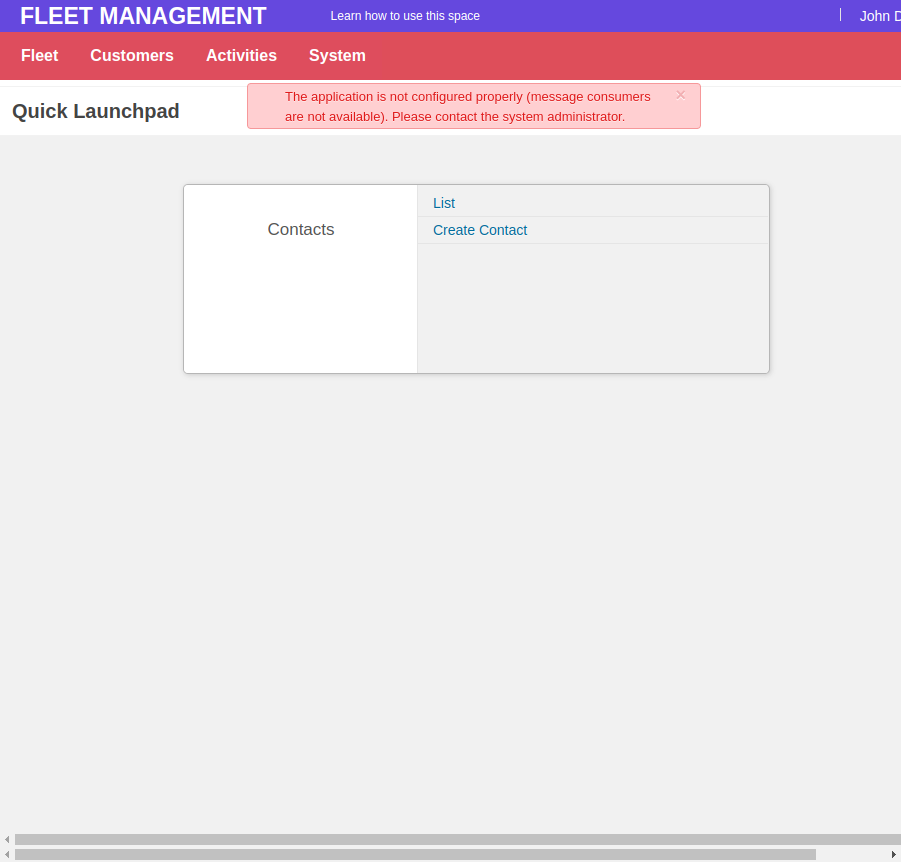 FLEET MANAGEMENT
Learn how to use this space
John D
Fleet
Customers
Activities
System
Quick Launchpad
The application is not configured properly (message consumers
are not available). Please contact the system administrator.
×
Contacts
List
Create Contact